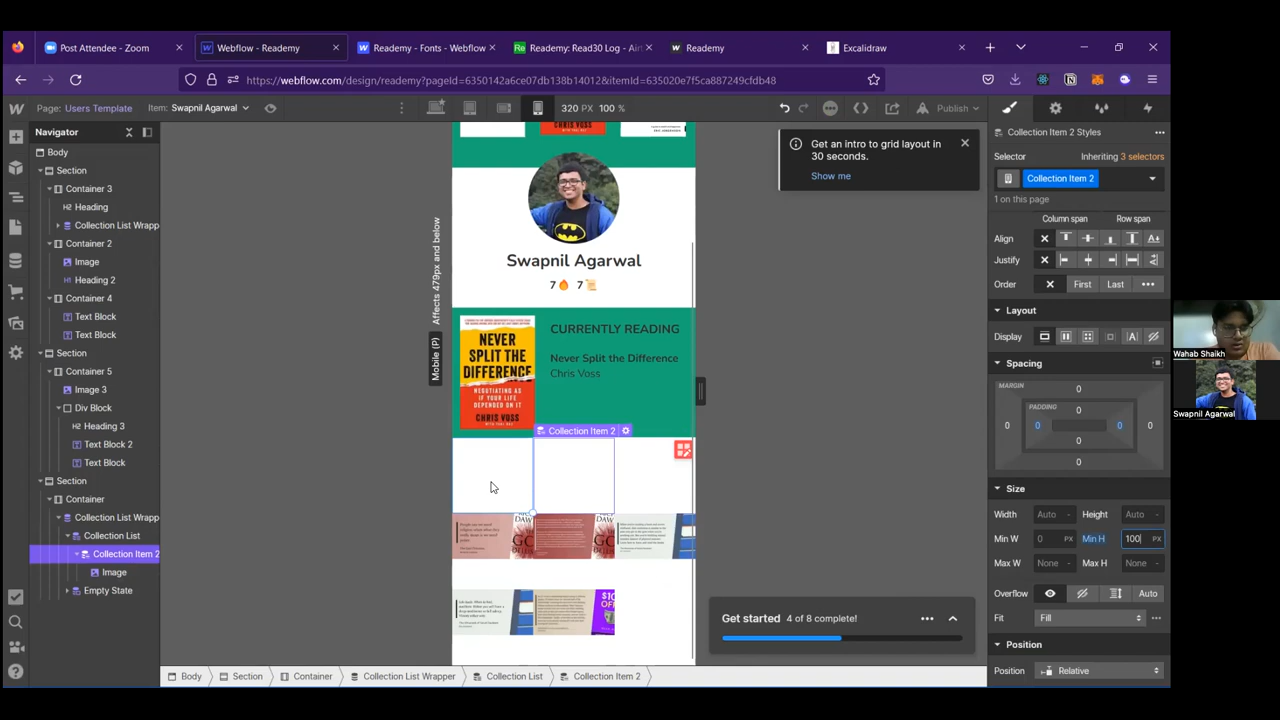 Post Attendee - Zoom
Webflow - Reademy
Reademy - Fonts - Webflow
Reademy: Read30 Log - Air
Reademy
Excalidraw
https://webflow.com/design/reademy?pageId=6350142a6ce07db138b14012&itemId=635020e7f5ca887249cfdb48
Page: Users Template
Item: Swapnil Agarwal
320 PX 100 %
Publish
Navigator
Body
Section
Container 3
Heading
Collection List Wrapp
Container 2
Image
Heading 2
Container 4
Text Block
Text Block
Section
Container 5
Image 3
Div Block
Heading 3
Text Block 2
Text Block
Section
Container
Collection List Wrapp
Collection List
Collection Item 2
Image
Empty State
Affects 479px and below
Mobile (P)
CHRIS VOSS
Swapnil Agarwal
7 7
NEVER
SPLIT THE
DIFFERENCE
NEGOTIATING AS
IF YOUR LIFE
DEPENDED ON IT
CHRIS VOSS
CURRENTLY READING
Never Split the Difference
Chris Voss
Collection Item 2
Get an intro to grid layout in
30 seconds.
Show me
Get started 4 of 8 complete!
Collection Item 2 Styles
Selector
Inheriting 3 selectors
Collection Item 2
1 on this page
Column span
Row span
Align
Justify
Order
First
Last
Layout
Display
Spacing
MARGIN
0
PADDING
0
0
0
0
0
0
0
Size
Width
Auto
-
Height
Auto
-
Min W
0
PX
Min H
100
PX
Max W
None
-
Max H
None
-
Overflow
Auto
Fit
Fill
Position
Position
Relative
Body
Section
Container
Collection List Wrapper
Collection List
Collection Item 2
Wahab Shaikh
Swapnil Agarwal